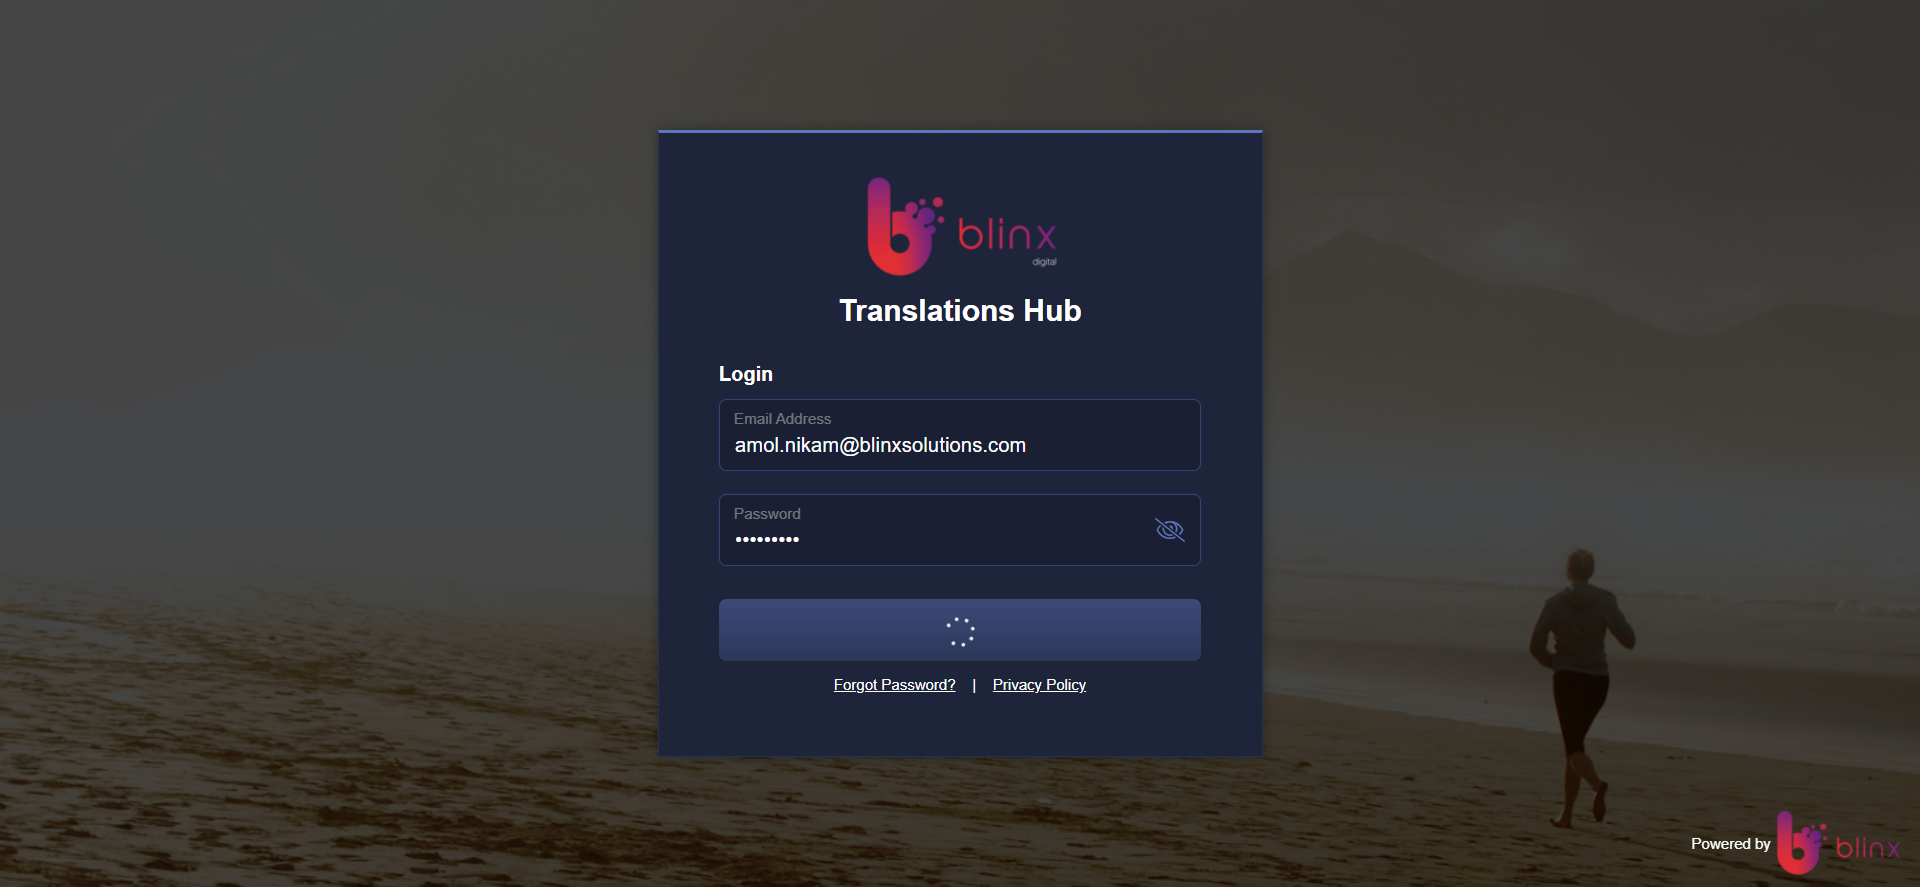 blinx
digital
Translations Hub
Login
Email Address
amol.nikam@blinxsolutions.com
Password
•••••••••
Forgot Password? | Privacy Policy
Powered by blinx